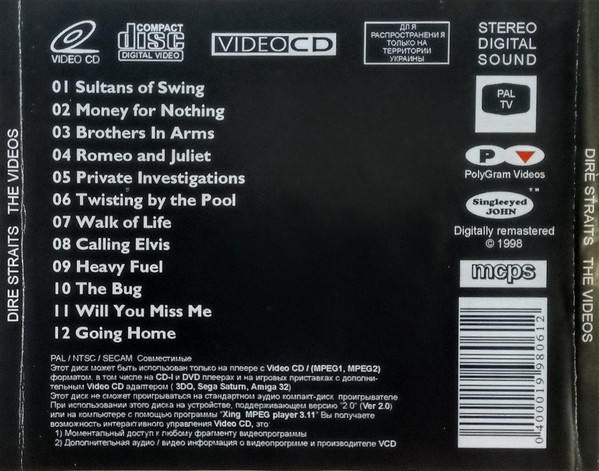 VIDEO CD
COMPACT
disc
DIGITAL VIDEO
VIDEO CD
ДЛЯ
РАСПРОСТРАНЕНИЯ
ТОЛЬКО НА
ТЕРРИТОРИИ
УКРАИНЫ
STEREO
DIGITAL
SOUND
01 Sultans of Swing
02 Money for Nothing
03 Brothers In Arms
04 Romeo and Juliet
05 Private Investigations
06 Twisting by the Pool
07 Walk of Life
08 Calling Elvis
09 Heavy Fuel
10 The Bug
11 Will You Miss Me
12 Going Home
PAL
TV
P
PolyGram Videos
Singleeyed
JOHN
TM
Digitally remastered
© 1998
mcps
0400019980612
PAL / NTSC / SECAM Совместимые
Этот диск может быть использован только на плеере с Video CD / (MPEG1, MPEG2)
форматом, в том числе на CD-I и DVD плеерах и на игровых приставках с дополни-
тельным Video CD адаптером ( 3DO, Sega Saturn, Amiga 32)
Этот диск не сможет проигрываться на стандартном аудио компакт-диск проигрывателе
При использовании этого диска на устройстве, поддерживающем версию "2 0" (Ver 2.0)
или на компьютере с помощью программы "Xing MPEG player 3.11" Вы получаете
возможность интерактивного управления Video CD, это:
1) Моментальный доступ к любому фрагменту видеопрограммы
2) Дополнительная аудио / видео информация о видеопрограмме и производителе VCD
DIRE STRAITS THE VIDEOS
DIRE STRAITS THE VIDEOS